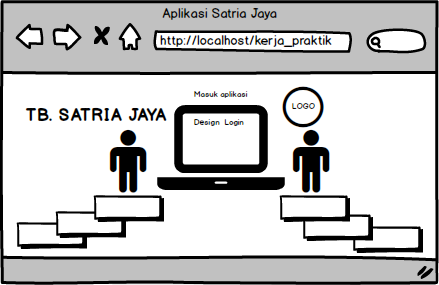 Aplikasi Satria Jaya
http://localhost/kerja_praktik
Masuk aplikasi
LOGO
TB. SATRIA JAYA
Design Login